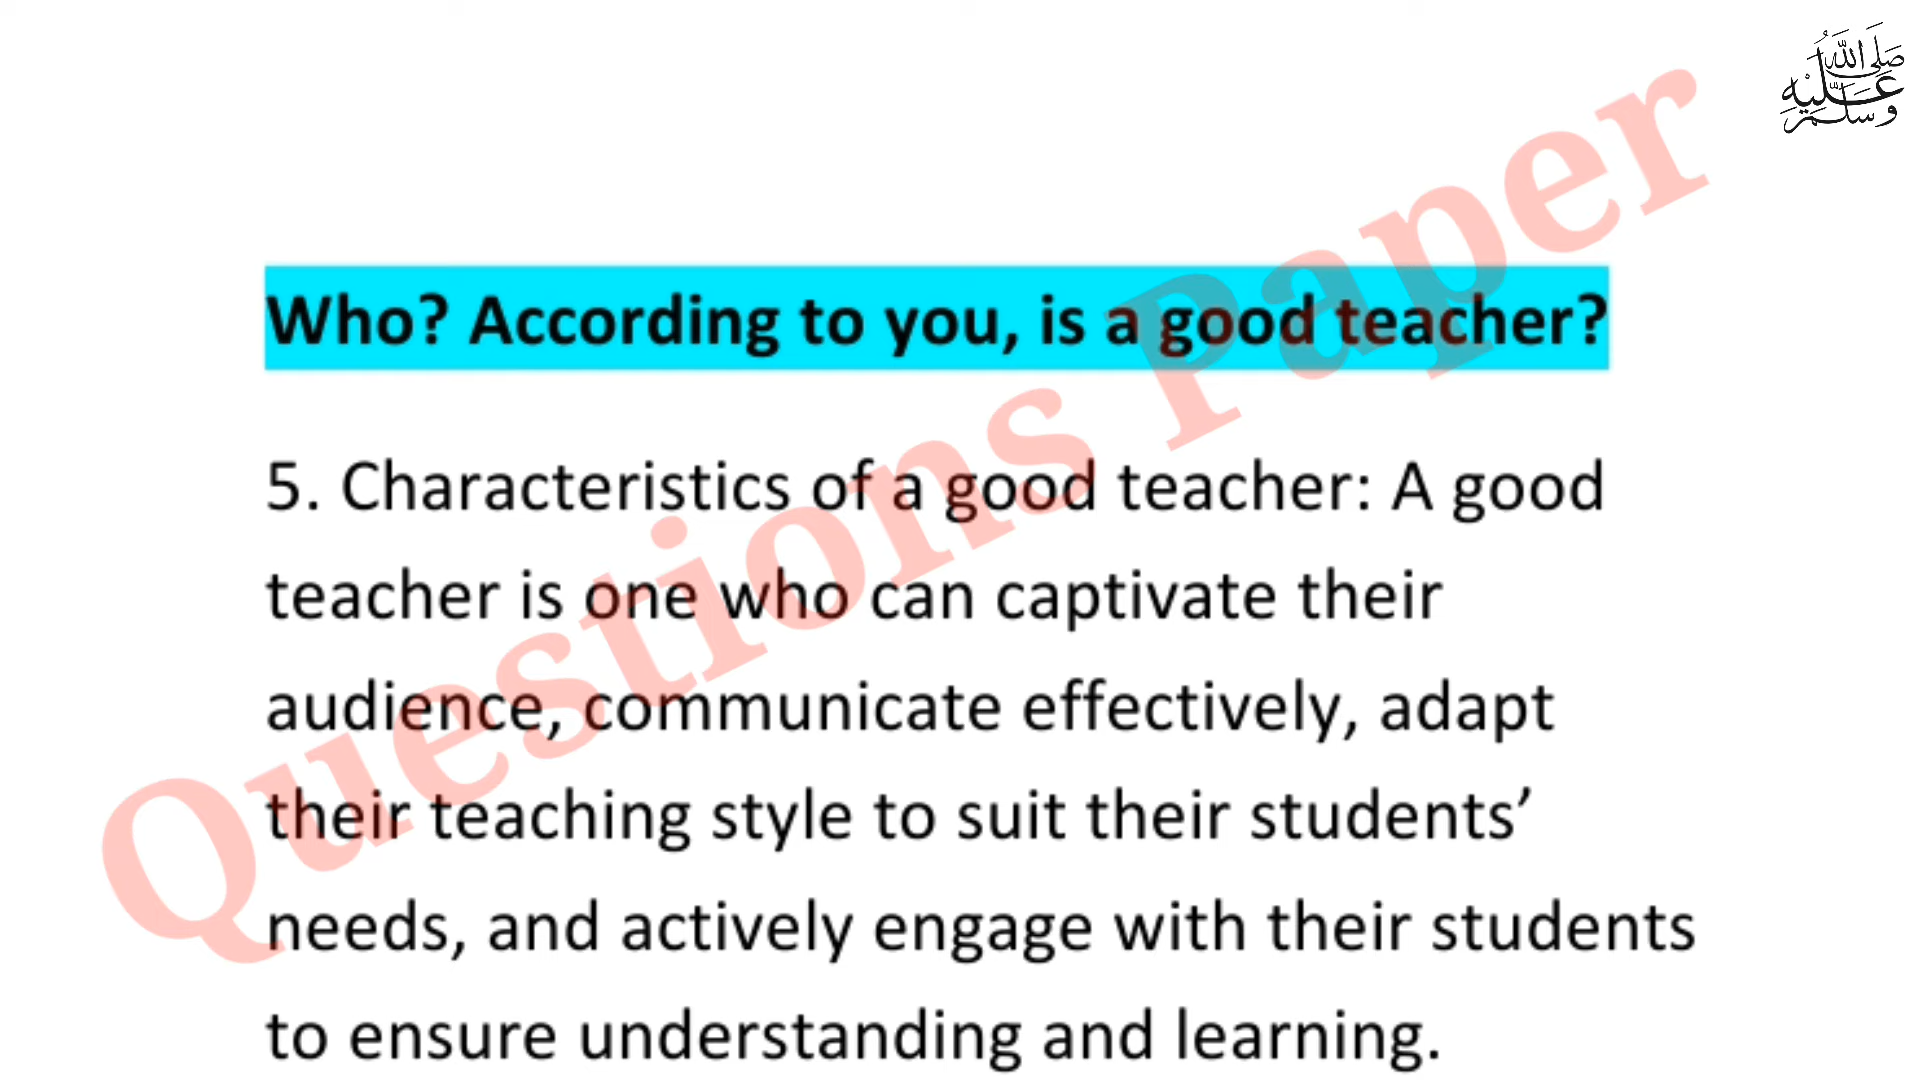 صلى الله
عليه
وسلم
Who? According to you, is a good teacher?
5. Characteristics of a good teacher: A good
teacher is one who can captivate their
audience, communicate effectively, adapt
their teaching style to suit their students’
needs, and actively engage with their students
to ensure understanding and learning.
Questions Paper